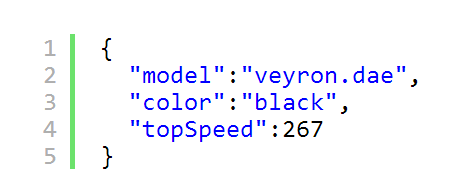 1 {
2 "model":"veyron.dae",
3 "color":"black",
4 "topSpeed":267
5 }